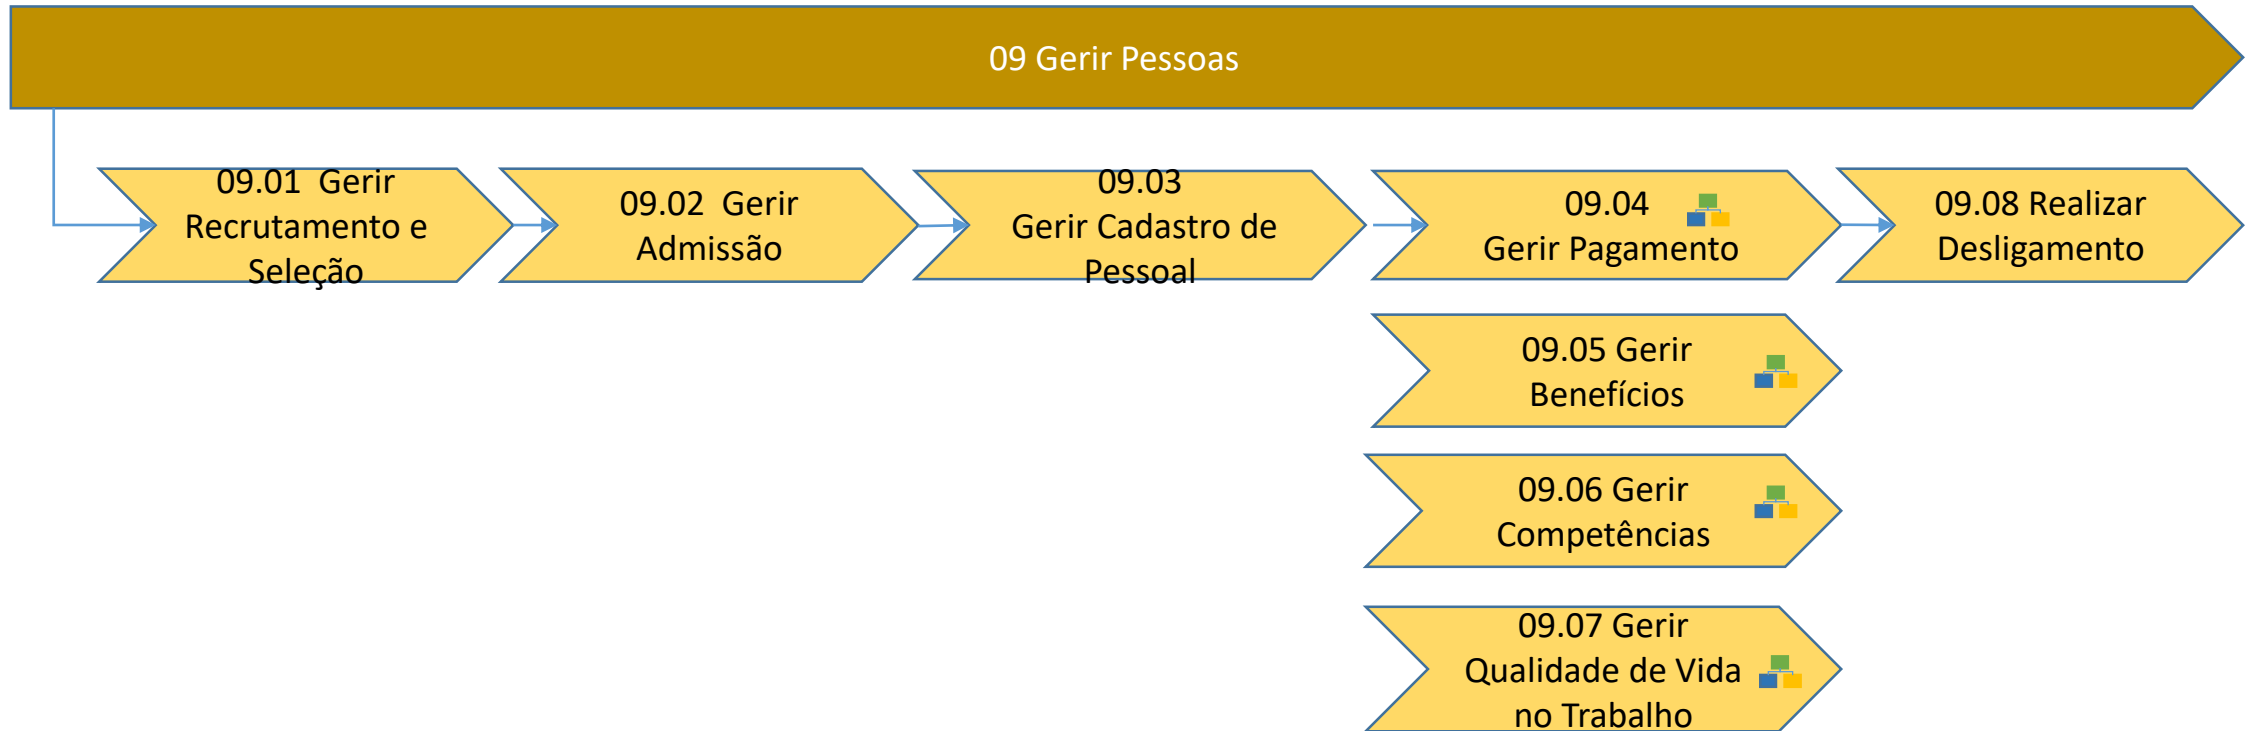 09 Gerir Pessoas
09.01  Gerir
Recrutamento e
Seleção
09.02  Gerir
Admissão
09.03
Gerir Cadastro de
Pessoal
09.04
Gerir Pagamento
09.08 Realizar
Desligamento
09.05 Gerir
Benefícios
09.06 Gerir
Competências
09.07 Gerir
Qualidade de Vida
no Trabalho